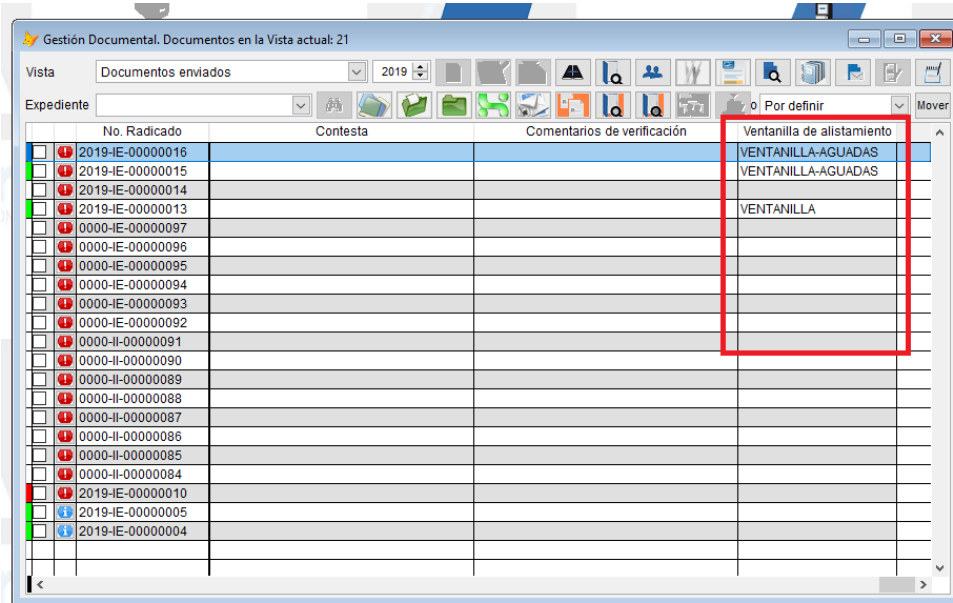 Gestión Documental. Documentos en la Vista actual: 21
Vista Documentos enviados 2019
Expediente o Por definir Mover
No. Radicado Contesta Comentarios de verificación Ventanilla de alistamiento
2019-IE-00000016 VENTANILLA-AGUADAS
2019-IE-00000015 VENTANILLA-AGUADAS
2019-IE-00000014
2019-IE-00000013 VENTANILLA
0000-IE-00000097
0000-IE-00000096
0000-IE-00000095
0000-IE-00000094
0000-IE-00000093
0000-IE-00000092
0000-II-00000091
0000-II-00000090
0000-II-00000089
0000-II-00000088
0000-II-00000087
0000-II-00000086
0000-II-00000085
0000-II-00000084
2019-IE-00000010
2019-IE-00000005
2019-IE-00000004